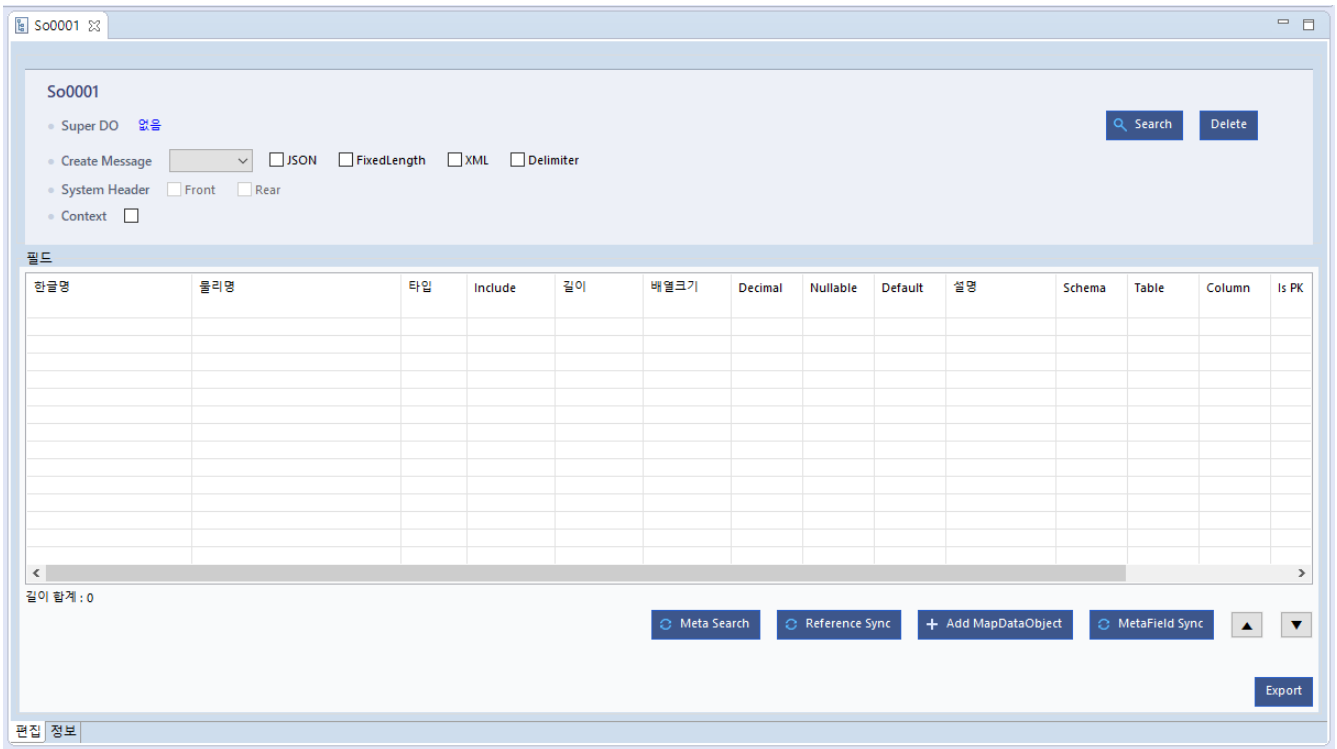 So0001
So0001
Super DO 없음 Search Delete
Create Message JSON FixedLength XML Delimiter
System Header Front Rear
Context
필드
한글명 물리명 타입 Include 길이 배열크기 Decimal Nullable Default 설명 Schema Table Column Is PK
길이 합계 : 0
Meta Search Reference Sync Add MapDataObject MetaField Sync
Export
편집 정보